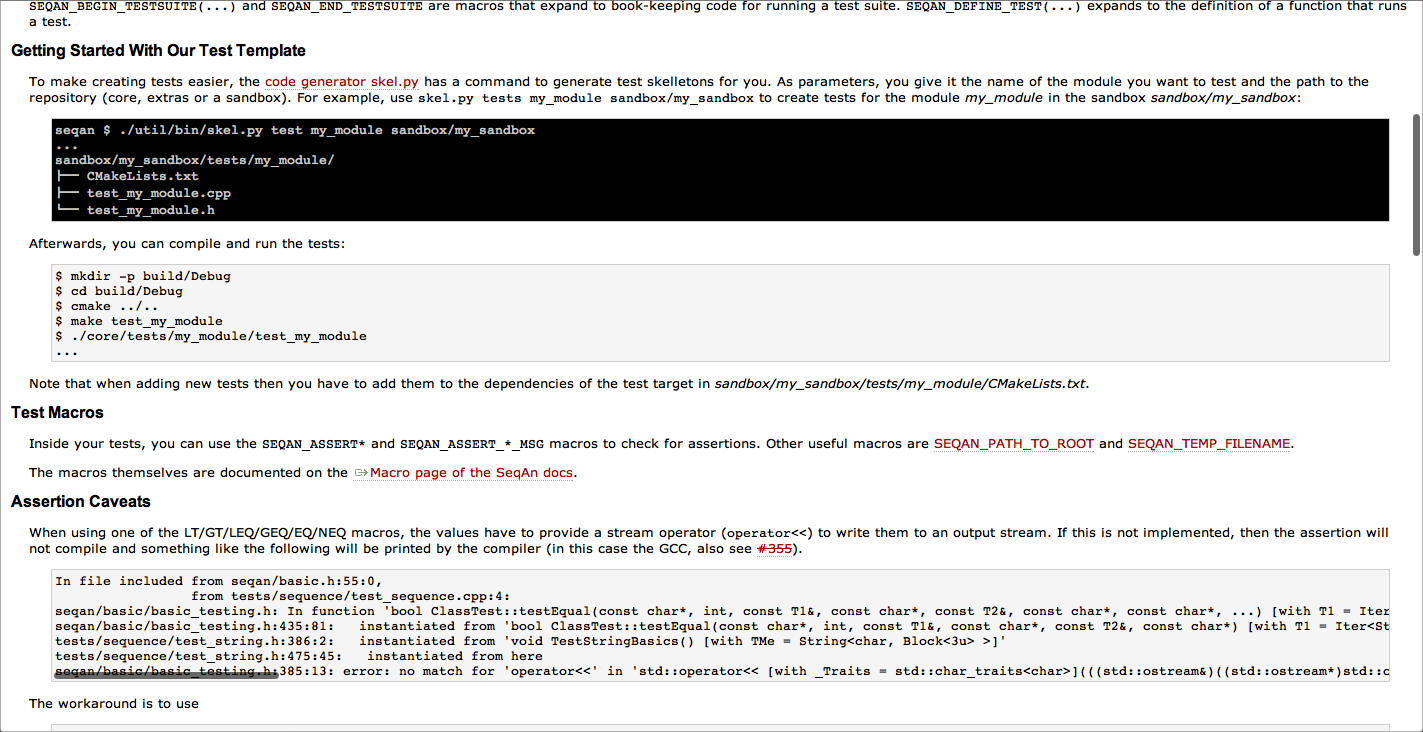 SEQAN_BEGIN_TESTSUITE(...) and SEQAN_END_TESTSUITE are macros that expand to book-keeping code for running a test suite. SEQAN_DEFINE_TEST(...) expands to the definition of a function that runs
a test.
Getting Started With Our Test Template
To make creating tests easier, the code generator skel.py has a command to generate test skelletons for you. As parameters, you give it the name of the module you want to test and the path to the
repository (core, extras or a sandbox). For example, use skel.py tests my_module sandbox/my_sandbox to create tests for the module my_module in the sandbox sandbox/my_sandbox:
seqan $ ./util/bin/skel.py test my_module sandbox/my_sandbox
...
sandbox/my_sandbox/tests/my_module/
├── CMakeLists.txt
├── test_my_module.cpp
└── test_my_module.h
Afterwards, you can compile and run the tests:
$ mkdir -p build/Debug
$ cd build/Debug
$ cmake ../..
$ make test_my_module
$ ./core/tests/my_module/test_my_module
...
Note that when adding new tests then you have to add them to the dependencies of the test target in sandbox/my_sandbox/tests/my_module/CMakeLists.txt.
Test Macros
Inside your tests, you can use the SEQAN_ASSERT* and SEQAN_ASSERT_*_MSG macros to check for assertions. Other useful macros are SEQAN_PATH_TO_ROOT and SEQAN_TEMP_FILENAME.
The macros themselves are documented on the Macro page of the SeqAn docs.
Assertion Caveats
When using one of the LT/GT/LEQ/GEQ/EQ/NEQ macros, the values have to provide a stream operator (operator<<) to write them to an output stream. If this is not implemented, then the assertion will
not compile and something like the following will be printed by the compiler (in this case the GCC, also see #355).
In file included from seqan/basic.h:55:0,
                 from tests/sequence/test_sequence.cpp:4:
seqan/basic/basic_testing.h: In function 'bool ClassTest::testEqual(const char*, int, const T1&, const char*, const T2&, const char*, const char*, ...) [with T1 = Iter
seqan/basic/basic_testing.h:435:81:   instantiated from 'bool ClassTest::testEqual(const char*, int, const T1&, const char*, const T2&, const char*) [with T1 = Iter<St
tests/sequence/test_string.h:386:2:   instantiated from 'void TestStringBasics() [with TMe = String<char, Block<3u> >]'
tests/sequence/test_string.h:475:45:   instantiated from here
seqan/basic/basic_testing.h:385:13: error: no match for 'operator<<' in 'std::operator<< [with _Traits = std::char_traits<char>](((std::ostream&)((std::ostream*)std::c
The workaround is to use